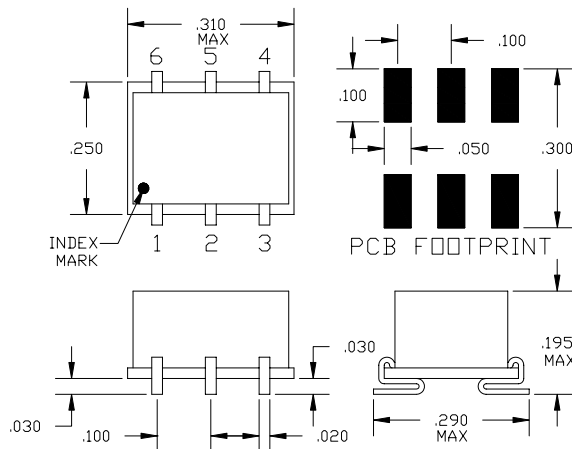 .310
MAX
6 5 4
.100
.100
.250
.050
.300
INDEX
MARK
1 2 3
PCB FOOTPRINT
.030
.195
MAX
.030
.100
.020
.290
MAX